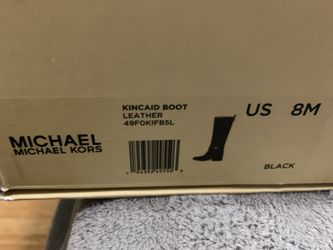 KINCAID BOOT
LEATHER
49F0KIFB5L
US 8M
MICHAEL
MICHAEL KORS
BLACK